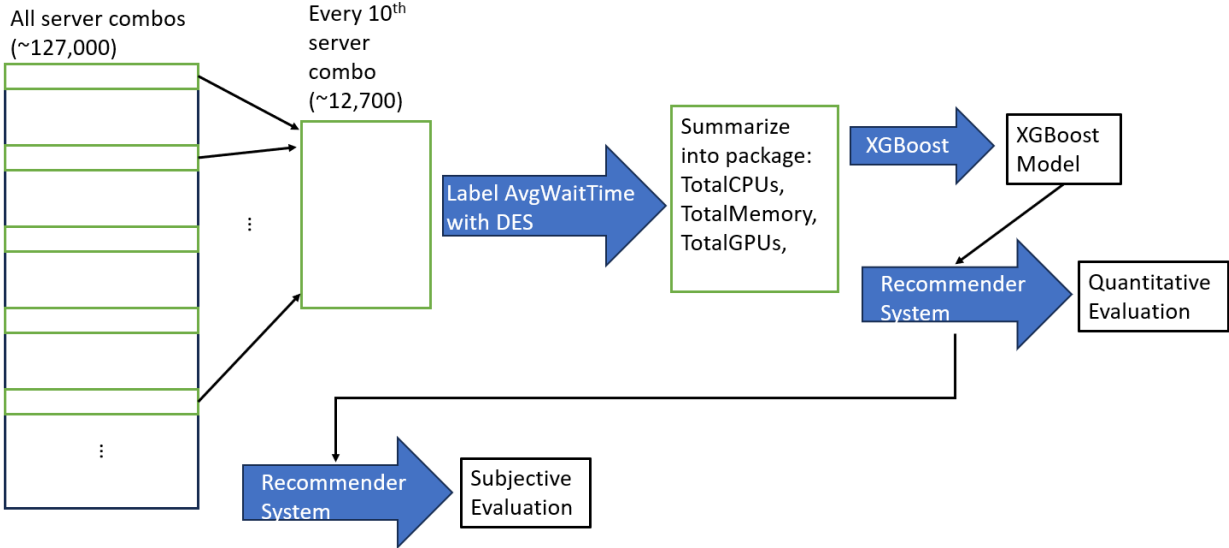 All server combos
(~127,000)
Every 10th
server
combo
(~12,700)
⋮
⋮
Label AvgWaitTime
with DES
Summarize
into package:
TotalCPUs,
TotalMemory,
TotalGPUs,
XGBoost
XGBoost
Model
Recommender
System
Quantitative
Evaluation
Recommender
System
Subjective
Evaluation